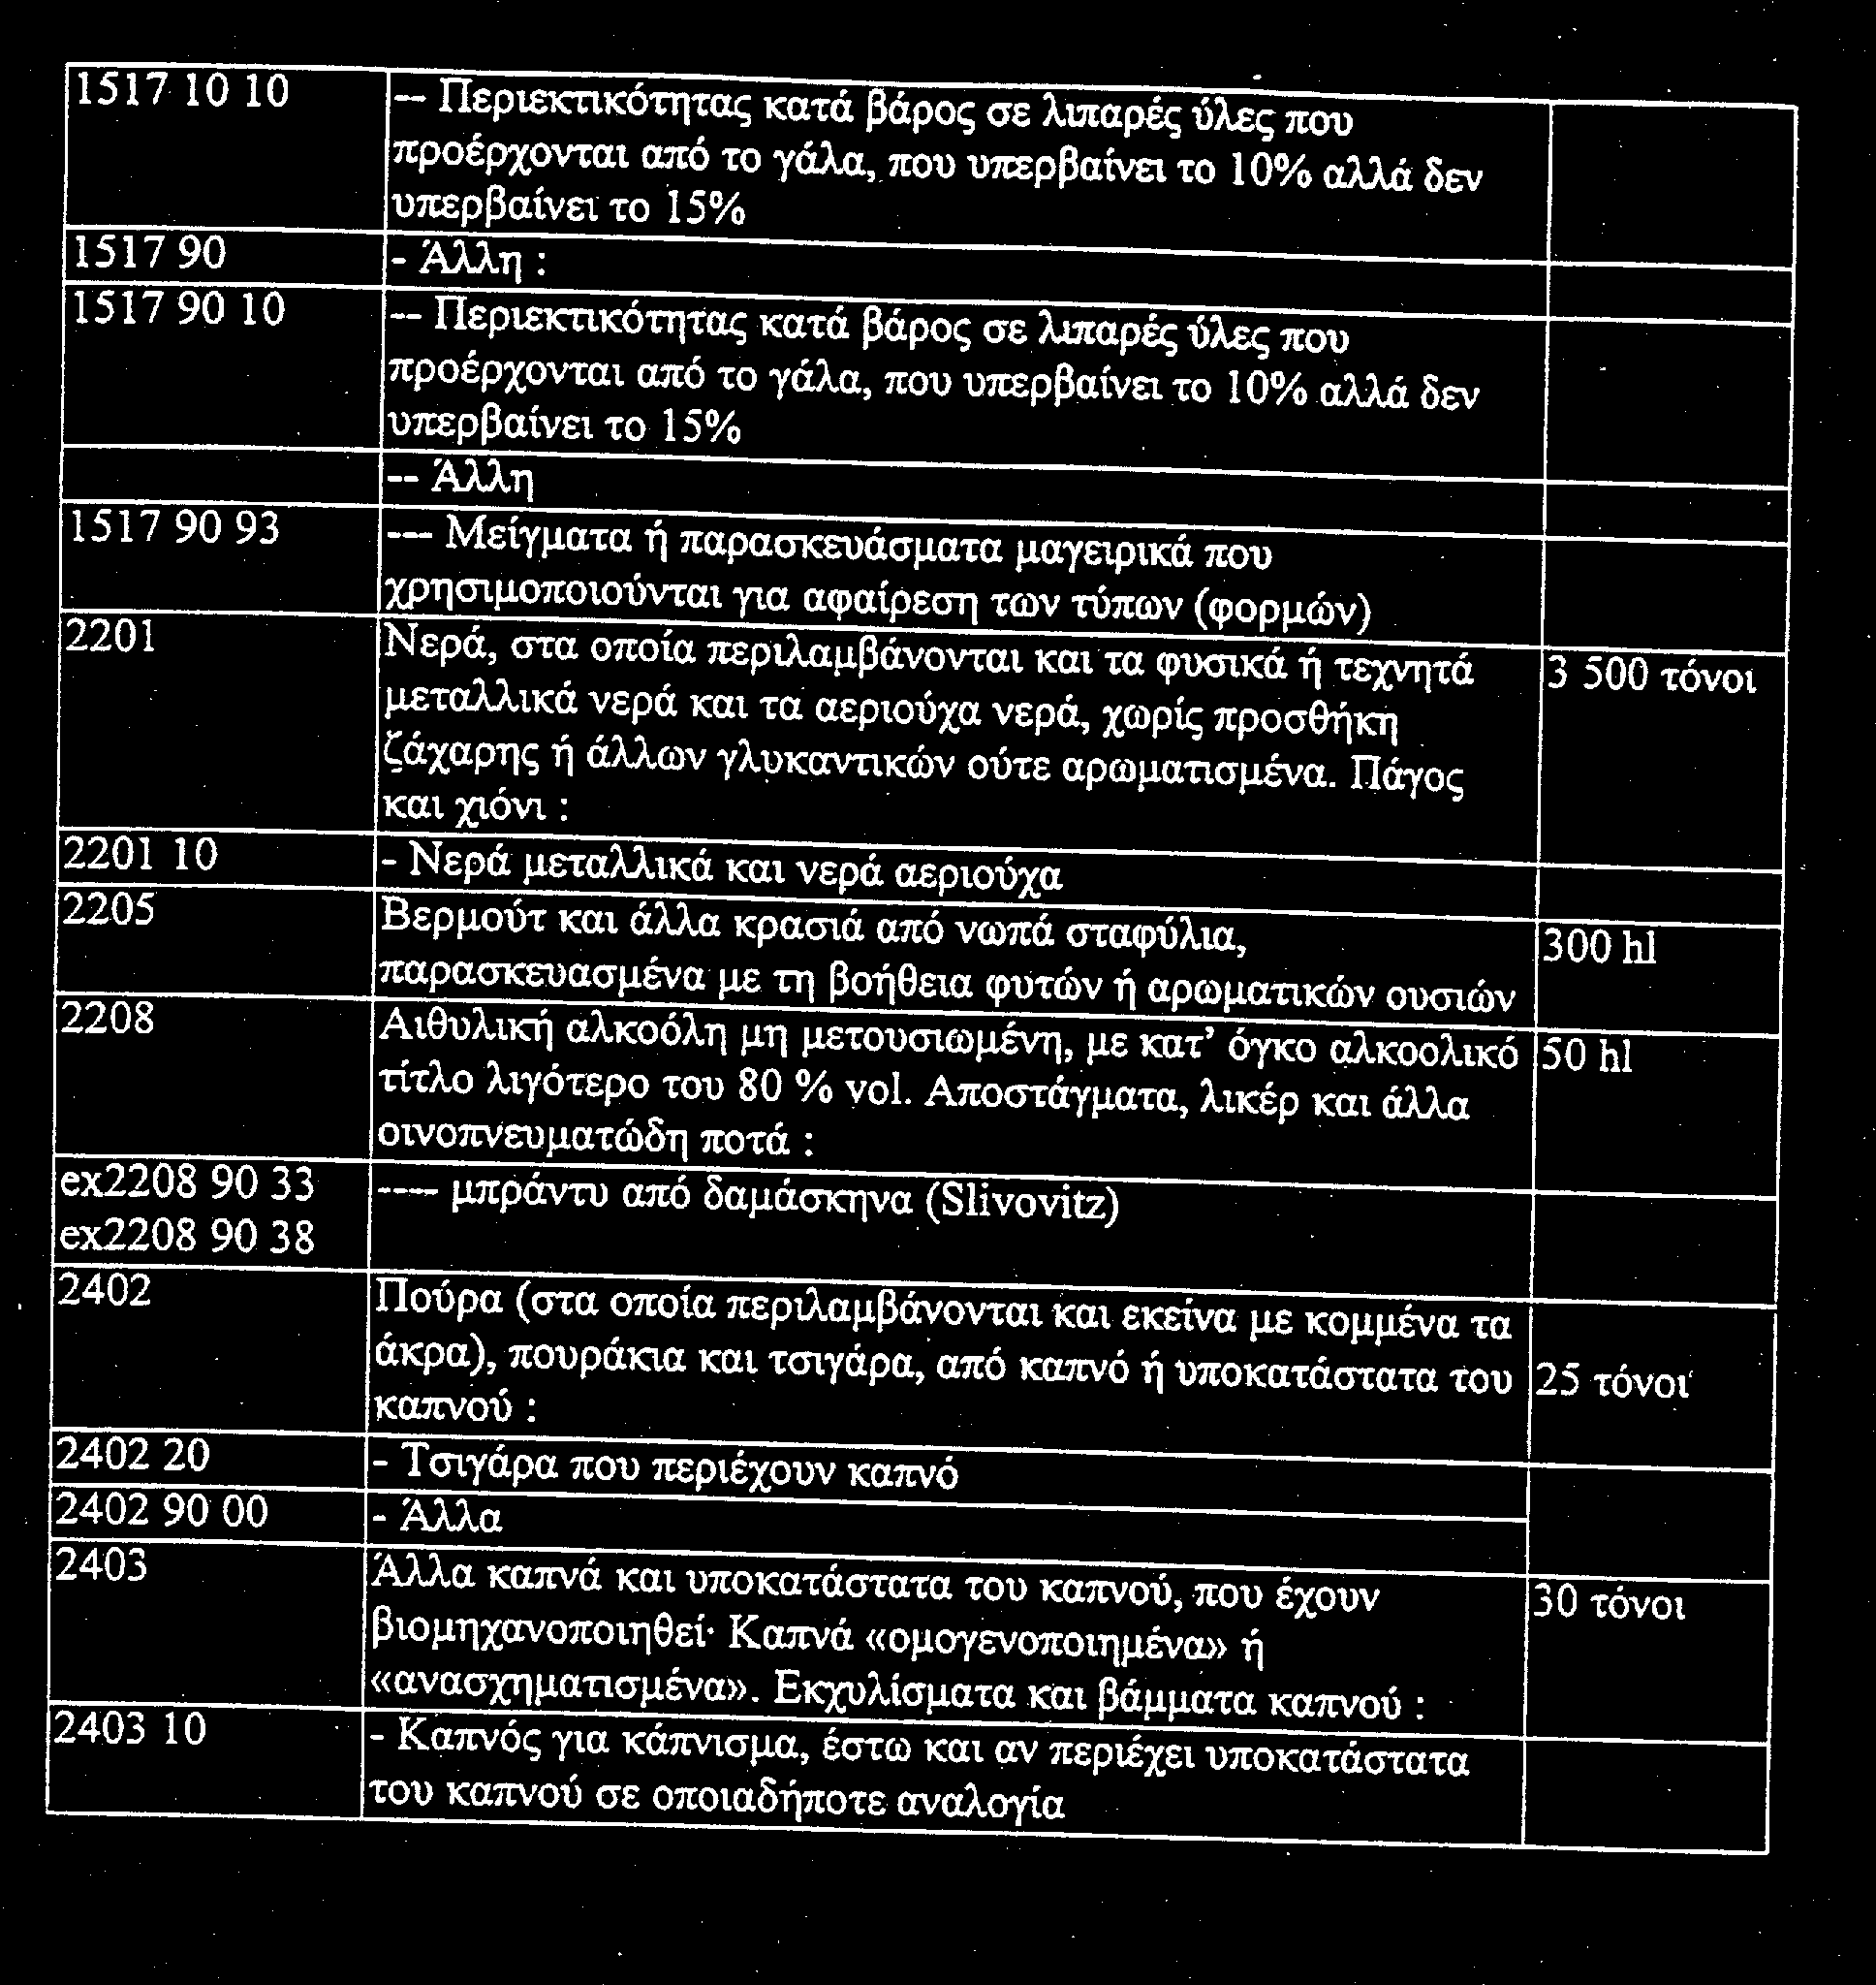 1517 10 10
-- Περιεκτικότητας κατά βάρος σε λιπαρές ύλες που
προέρχονται από το γάλα, που υπερβαίνει το 10% αλλά δεν
υπερβαίνει το 15%
1517 90
- Άλλη :
1517 90 10
-- Περιεκτικότητας κατά βάρος σε λιπαρές ύλες που
προέρχονται από το γάλα, που υπερβαίνει το 10% αλλά δεν
υπερβαίνει το 15%
-- Άλλη
1517 90 93
--- Μείγματα ή παρασκευάσματα μαγειρικά που
χρησιμοποιούνται για αφαίρεση των τύπων (φορμών)
2201
Νερά, στα οποία περιλαμβάνονται και τα φυσικά ή τεχνητά
3 500 τόνοι
μεταλλικά νερά και τα αεριούχα νερά, χωρίς προσθήκη
ζάχαρης ή άλλων γλυκαντικών ούτε αρωματισμένα. Πάγος
και χιόνι :
2201 10
- Νερά μεταλλικά και νερά αεριούχα
2205
Βερμούτ και άλλα κρασιά από νωπά σταφύλια,
300 hl
παρασκευασμένα με τη βοήθεια φυτών ή αρωματικών ουσιών
2208
Αιθυλική αλκοόλη μη μετουσιωμένη, με κατ' όγκο αλκοολικό
50 hl
τίτλο λιγότερο του 80 % vol. Αποστάγματα, λικέρ και άλλα
οινοπνευματώδη ποτά :
ex2208 90 33
---- μπράντυ από δαμάσκηνα (Slivovitz)
ex2208 90 38
2402
Πούρα (στα οποία περιλαμβάνονται και εκείνα με κομμένα τα
άκρα), πουράκια και τσιγάρα, από καπνό ή υποκατάστατα του
25 τόνοι
καπνού :
2402 20
- Τσιγάρα που περιέχουν καπνό
2402 90 00
- Άλλα
2403
Άλλα καπνά και υποκατάστατα του καπνού, που έχουν
30 τόνοι
βιομηχανοποιηθεί· Καπνά «ομογενοποιημένα» ή
«ανασχηματισμένα». Εκχυλίσματα και βάμματα καπνού :
2403 10
- Καπνός για κάπνισμα, έστω και αν περιέχει υποκατάστατα
του καπνού σε οποιαδήποτε αναλογία